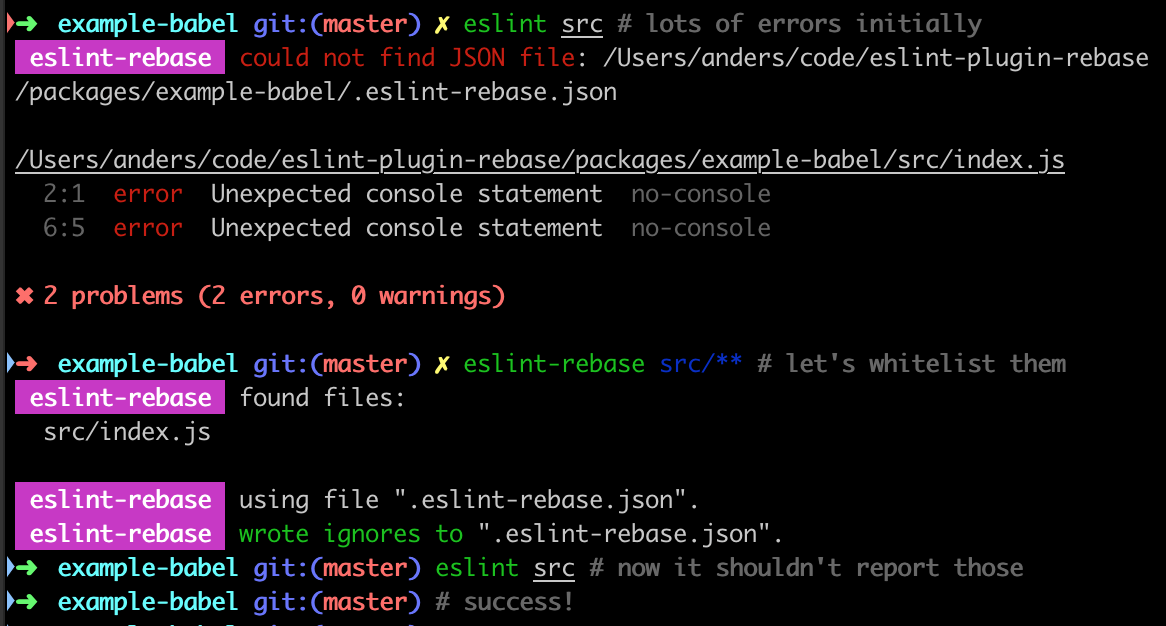 ➜ example-babel git:(master) ✗ eslint src # lots of errors initially
eslint-rebase could not find JSON file: /Users/anders/code/eslint-plugin-rebase
/packages/example-babel/.eslint-rebase.json
/Users/anders/code/eslint-plugin-rebase/packages/example-babel/src/index.js
2:1 error Unexpected console statement no-console
6:5 error Unexpected console statement no-console
✖ 2 problems (2 errors, 0 warnings)
➜ example-babel git:(master) ✗ eslint-rebase src/** # let's whitelist them
eslint-rebase found files:
src/index.js
eslint-rebase using file ".eslint-rebase.json".
eslint-rebase wrote ignores to ".eslint-rebase.json".
➜ example-babel git:(master) eslint src # now it shouldn't report those
➜ example-babel git:(master) # success!